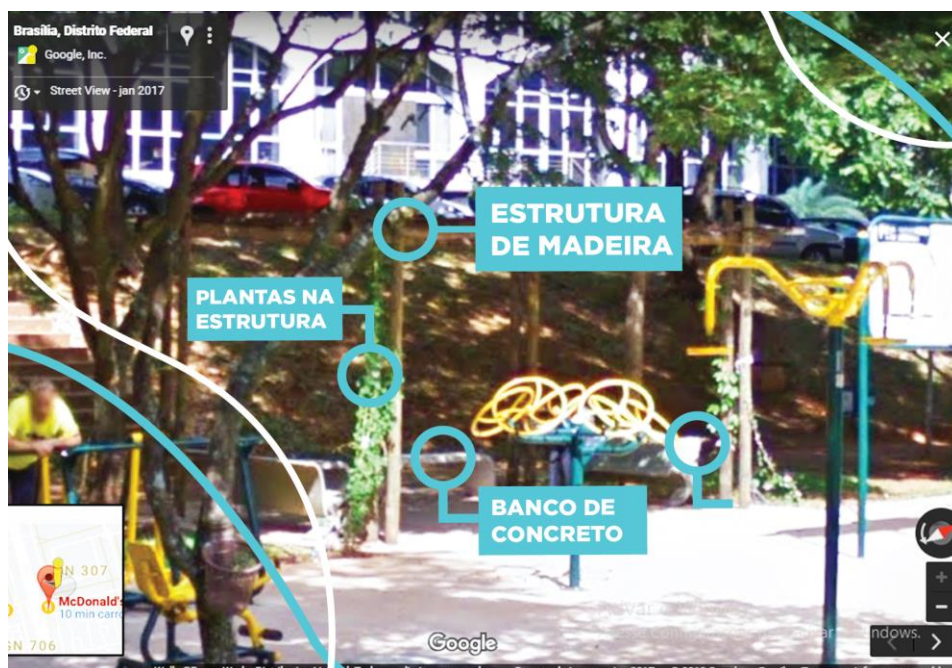 Brasília, Distrito Federal
Google, Inc.
Street View - jan 2017
ESTRUTURA
DE MADEIRA
PLANTAS NA
ESTRUTURA
BANCO DE
CONCRETO
N 307
McDonald's
10 min carro
SN 706
Google